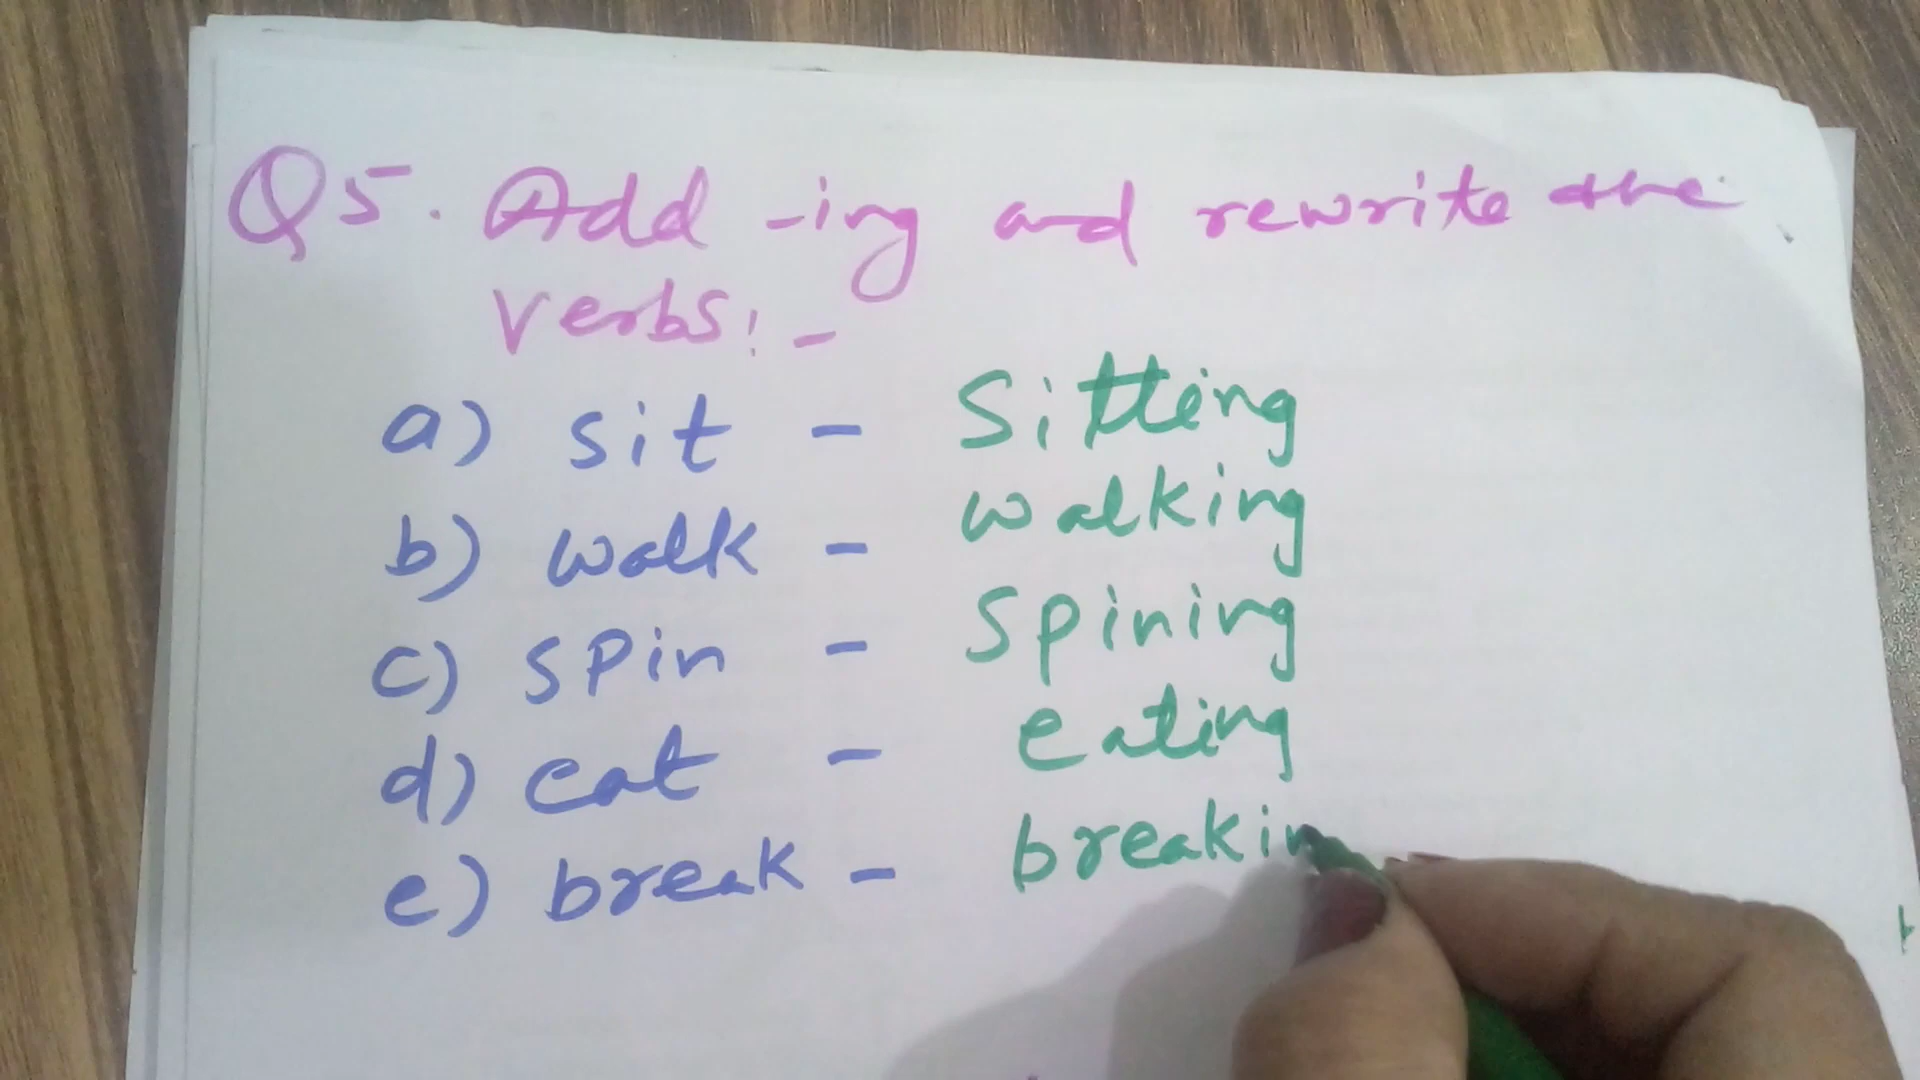 Q5. Add -ing and rewrite the
verbs:-
a) sit - Sitting
b) walk - walking
c) spin - Spining
d) eat - eating
e) break - breakin